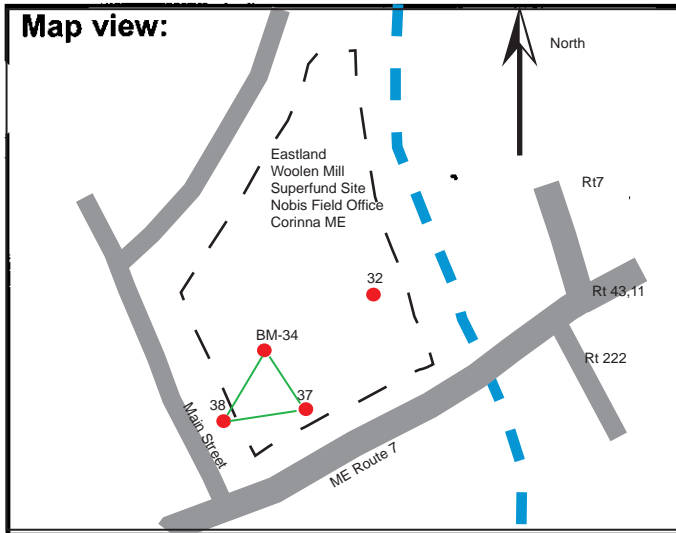 Map view:
North
Eastland
Woolen Mill
Superfund Site
Nobis Field Office
Corinna ME
Rt7
32
Rt 43,11
BM-34
Rt 222
37
38
Main Street
ME Route 7